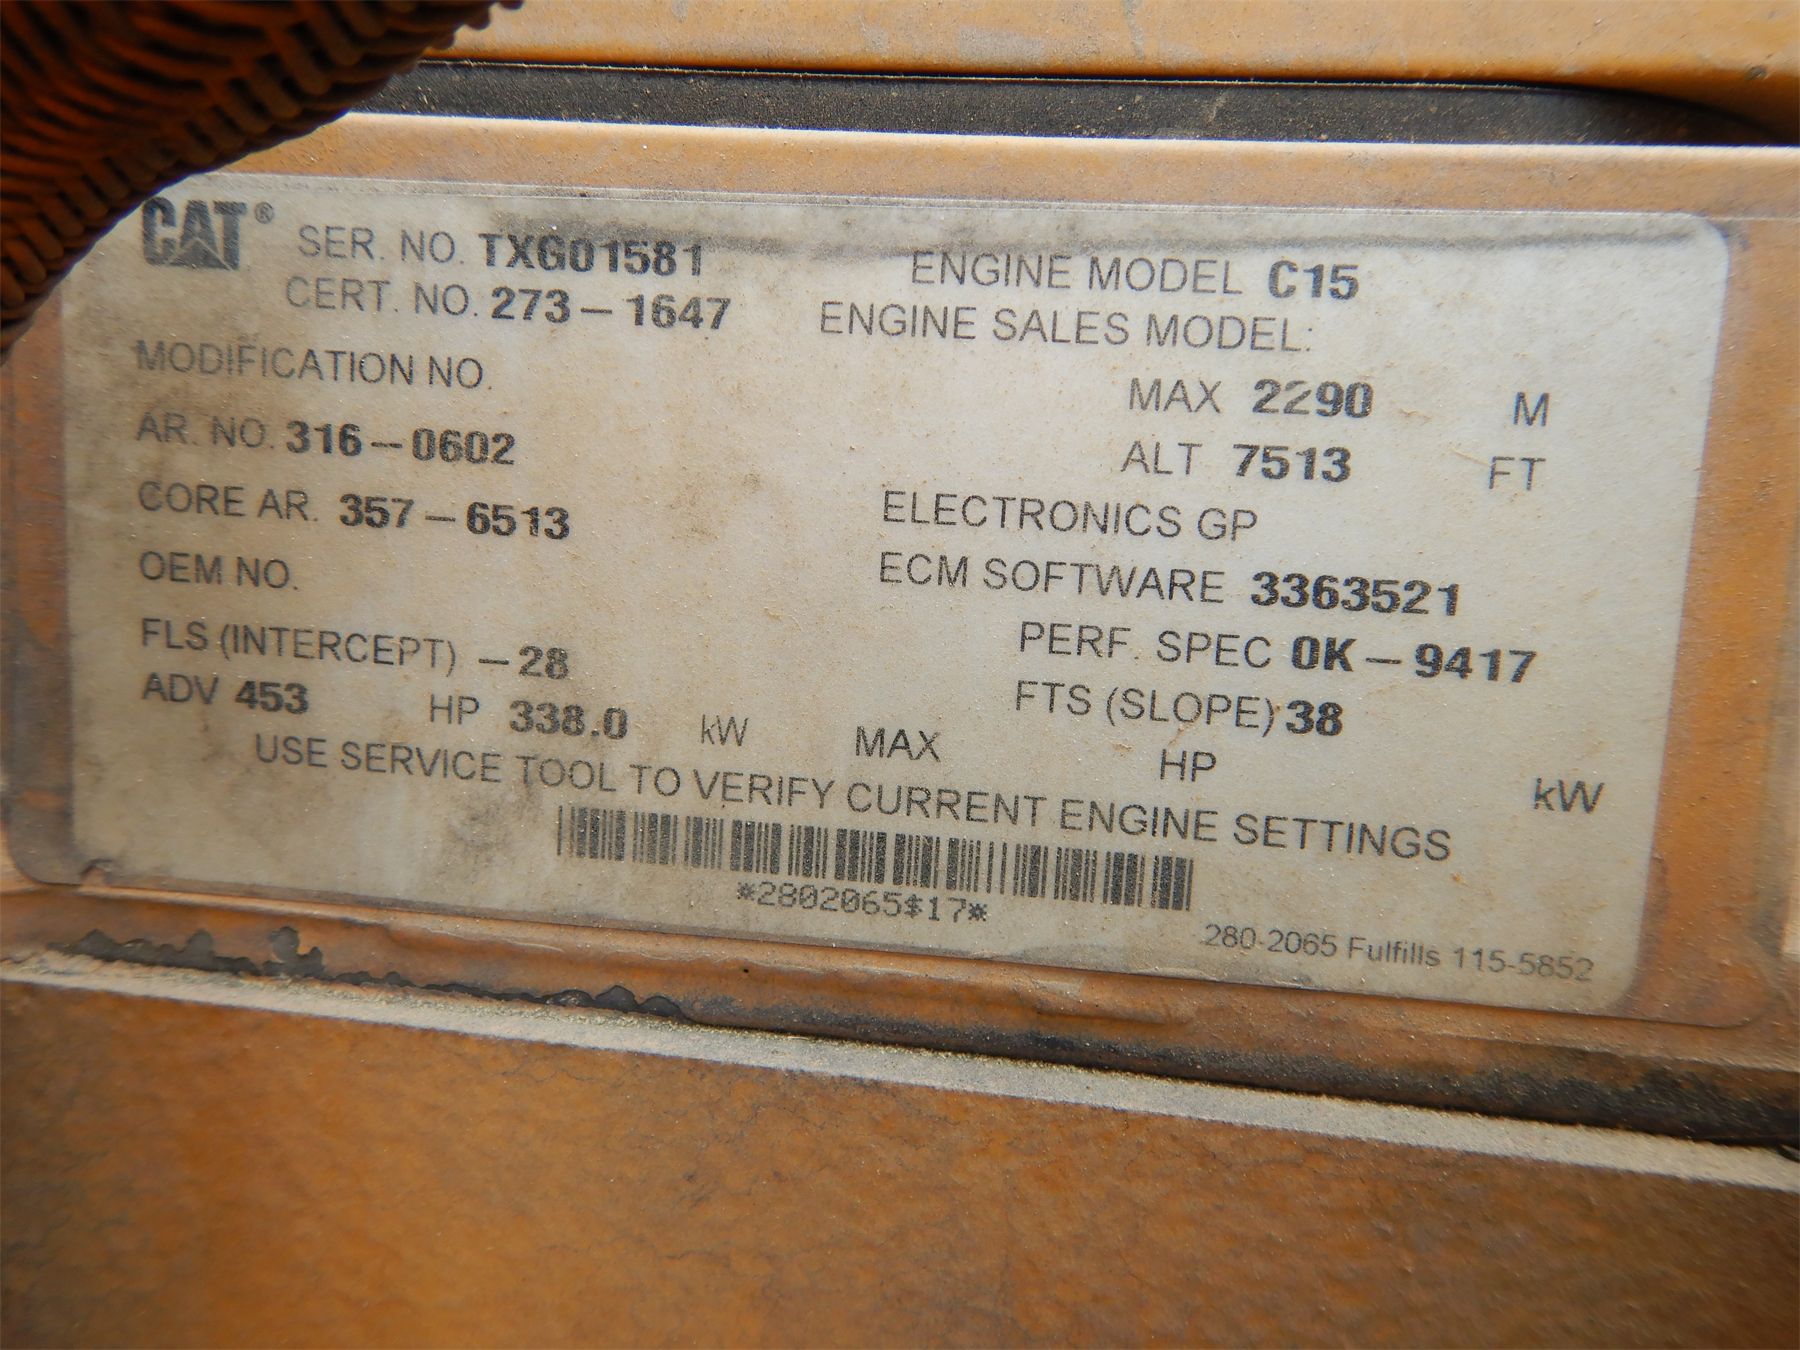 CAT® SER. NO. TXG01581 ENGINE MODEL C15
CERT. NO. 273-1647 ENGINE SALES MODEL:
MODIFICATION NO. MAX 2290 M
AR. NO. 316-0602 ALT 7513 FT
CORE AR. 357-6513 ELECTRONICS GP
OEM NO. ECM SOFTWARE 3363521
FLS (INTERCEPT) -28 PERF. SPEC 0K-9417
FTS (SLOPE) 38
ADV 453 HP 338.0 kW MAX HP kW
USE SERVICE TOOL TO VERIFY CURRENT ENGINE SETTINGS
*2802065$17*
280-2065 Fulfills 115-5852